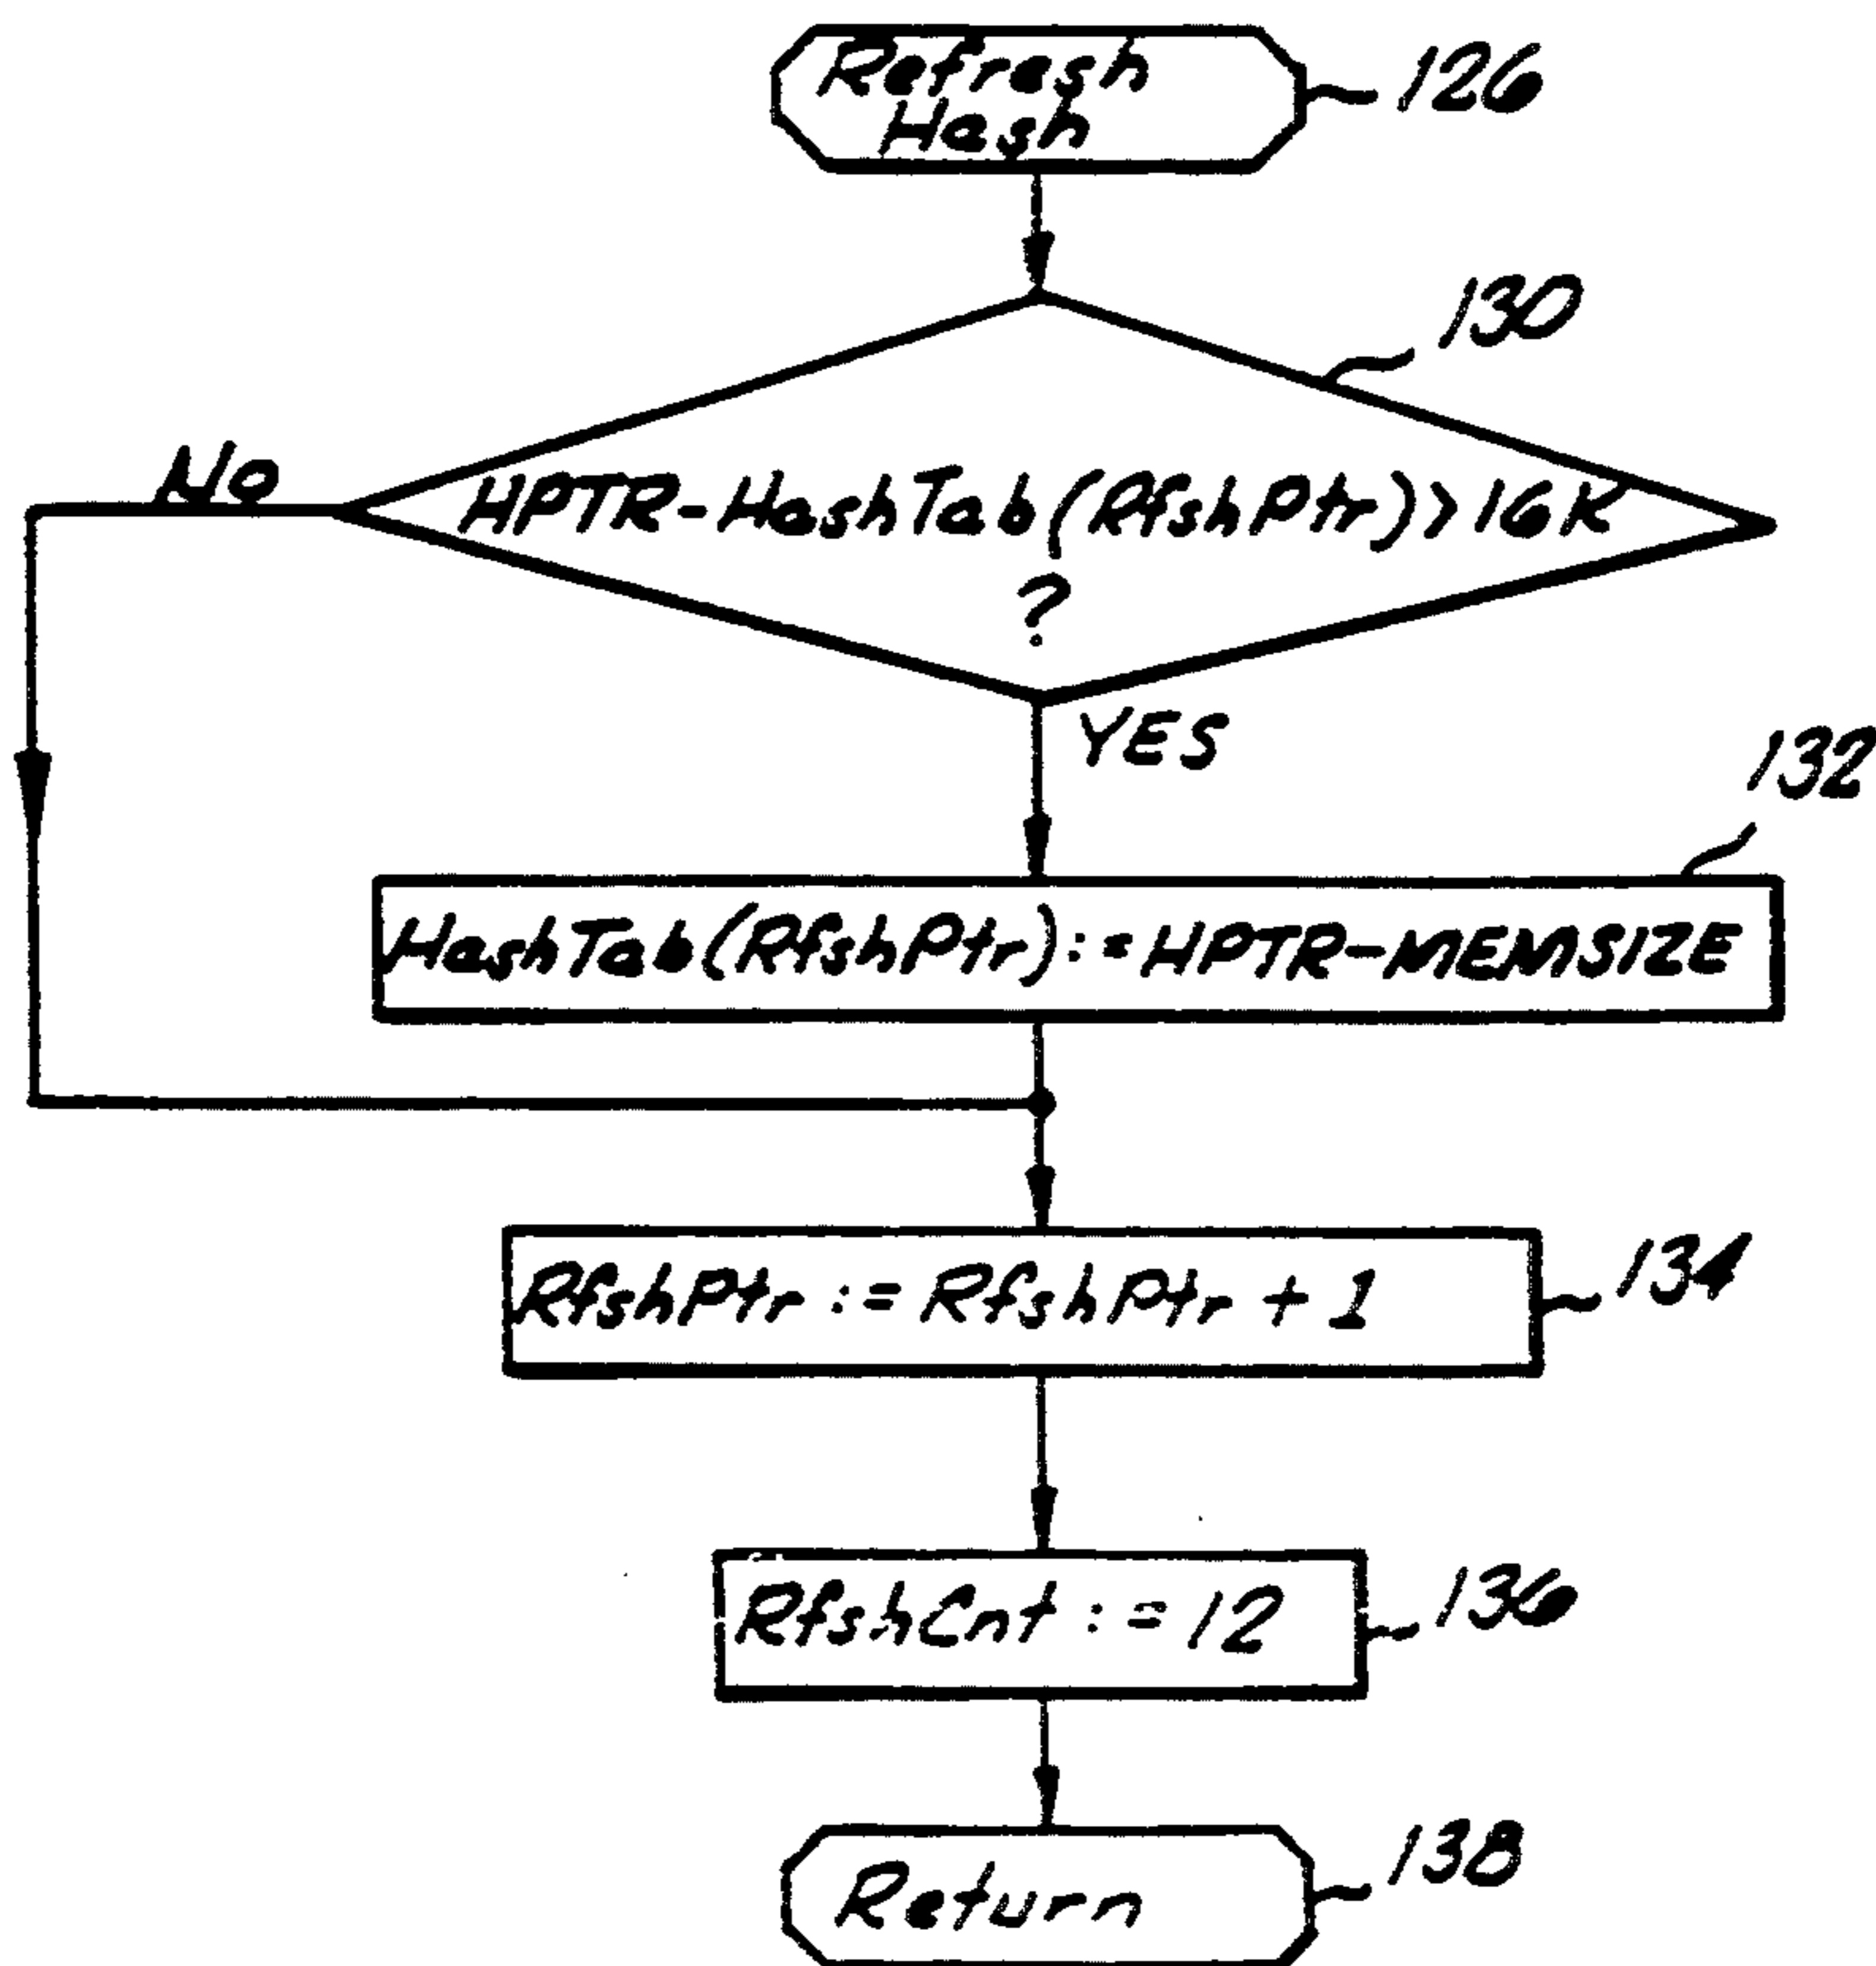 Refresh
Hash
126
130
No
HPTR-HashTab(RfshPtr)>16K
?
YES
132
HashTab(RfshPtr):=HPTR-MEMSIZE
RfshPtr := RfshPtr + 1
134
RfshCnt := 12
136
Return
138